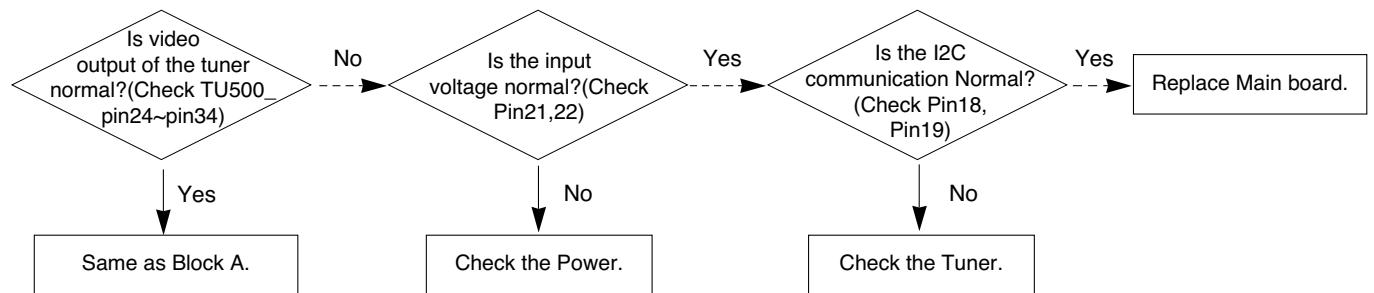 Is video
output of the tuner
normal?(Check TU500_
pin24~pin34)
No
Is the input
voltage normal?(Check
Pin21,22)
Yes
Is the I2C
communication Normal?
(Check Pin18,
Pin19)
Yes
Replace Main board.
Yes
No
No
Same as Block A.
Check the Power.
Check the Tuner.